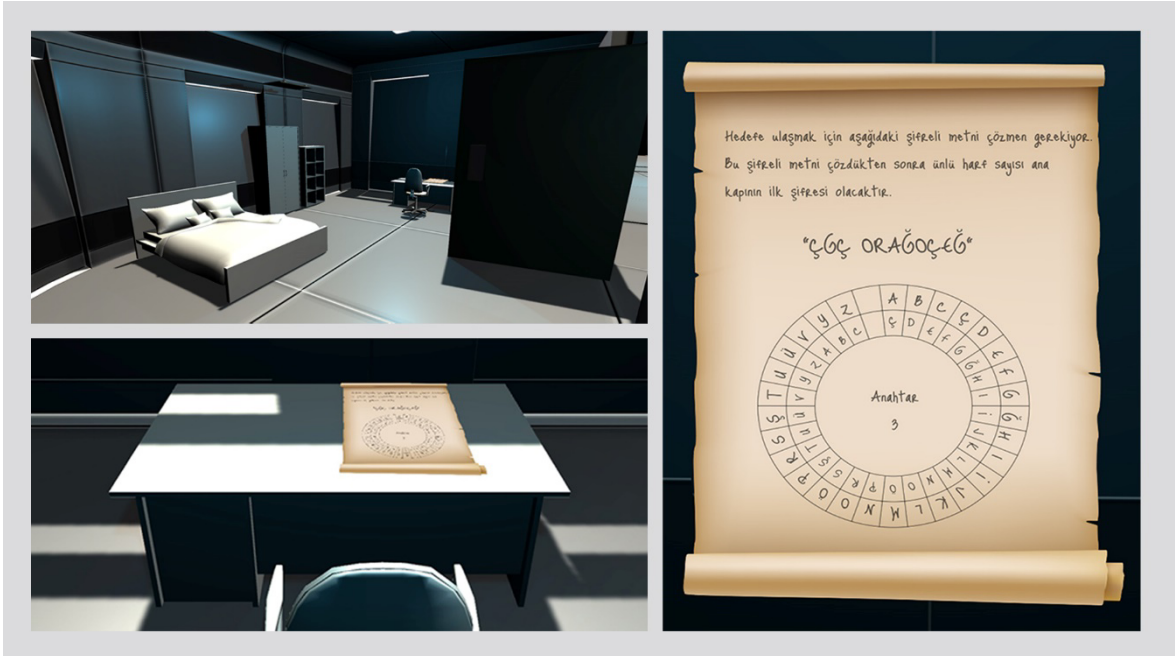 Hedefe ulaşmak için aşağıdaki şifreli metni çözmen gerekiyor.
Bu şifreli metni çözdükten sonra ünlü harf sayısı ana
kapının ilk şifresi olacaktır.
"ÇGÇ ORAĞOÇEĞ"
A B C Ç D E F G Ğ H I İ J K L M N O Ö P R S Ş T U Ü V Y Z
Ç D E F G Ğ H I İ J K L M N O Ö P R S Ş T U Ü V Y Z A B C
Anahtar
3